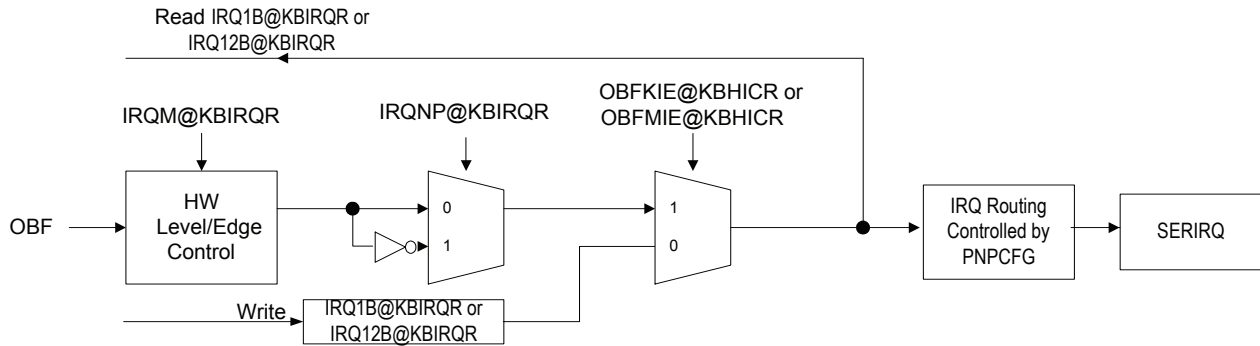 Read IRQ1B@KBIRQR or
IRQ12B@KBIRQR
OBFKIE@KBHICR or
OBFMIE@KBHICR
IRQM@KBIRQR
IRQNP@KBIRQR
OBF
HW
Level/Edge
Control
0
1
1
0
IRQ Routing
Controlled by
PNPCFG
SERIRQ
Write
IRQ1B@KBIRQR or
IRQ12B@KBIRQR